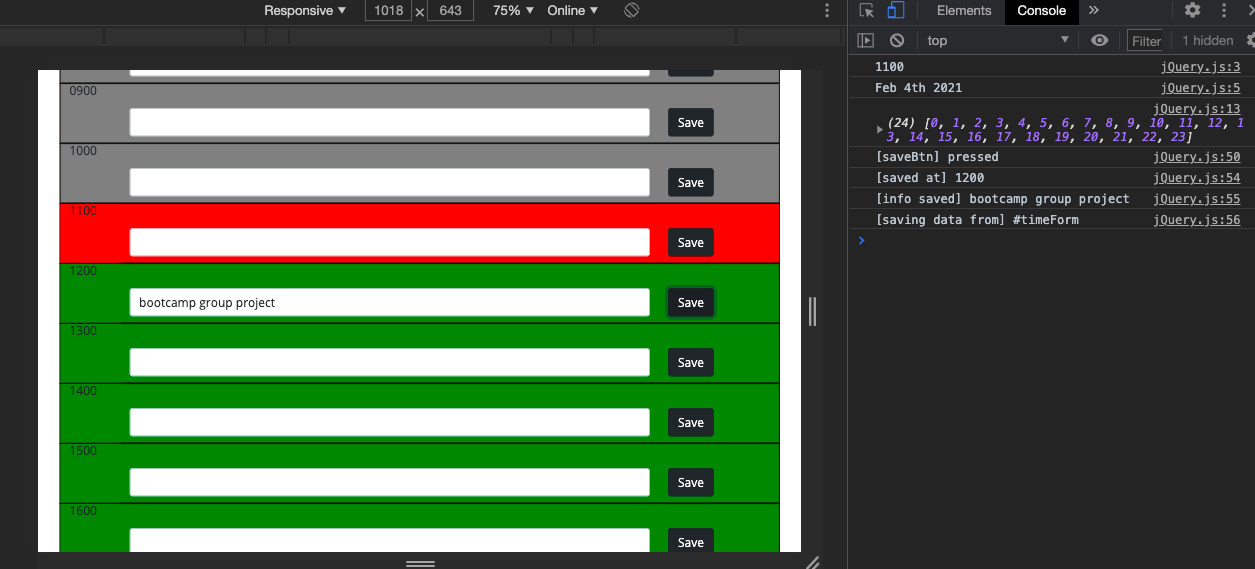 Responsive ▼ 1018 × 643 75% ▼ Online ▼
Elements Console »
top ▼ Filter 1 hidden
0900
Save
1000
Save
1100
Save
1200
bootcamp group project Save
1300
Save
1400
Save
1500
Save
1600
Save
1100 jQuery.js:3
Feb 4th 2021 jQuery.js:5
jQuery.js:13
(24) [0, 1, 2, 3, 4, 5, 6, 7, 8, 9, 10, 11, 12, 1
3, 14, 15, 16, 17, 18, 19, 20, 21, 22, 23]
[saveBtn] pressed jQuery.js:50
[saved at] 1200 jQuery.js:54
[info saved] bootcamp group project jQuery.js:55
[saving data from] #timeForm jQuery.js:56